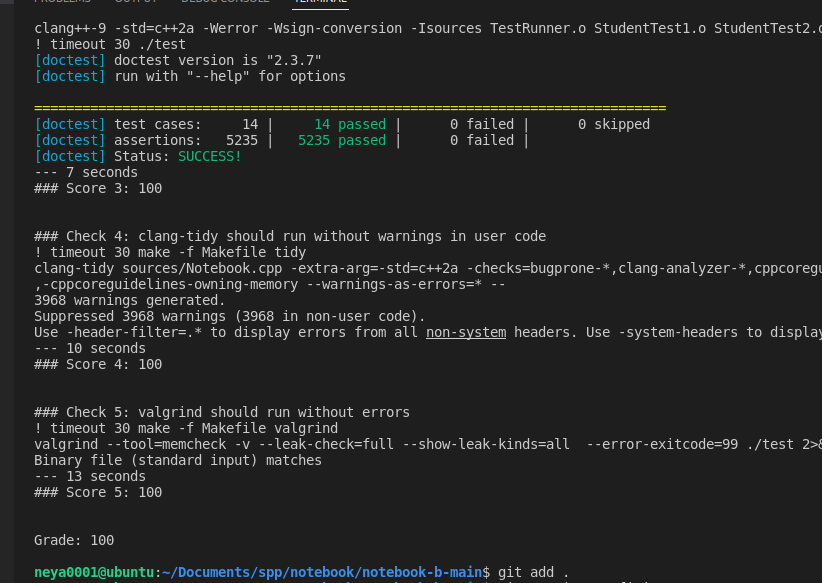 PROBLEMS OUTPUT DEBUG CONSOLE TERMINAL
clang++-9 -std=c++2a -Werror -Wsign-conversion -Isources TestRunner.o StudentTest1.o StudentTest2.
! timeout 30 ./test
[doctest] doctest version is "2.3.7"
[doctest] run with "--help" for options
===============================================================================
[doctest] test cases: 14 | 14 passed | 0 failed | 0 skipped
[doctest] assertions: 5235 | 5235 passed | 0 failed |
[doctest] Status: SUCCESS!
--- 7 seconds
### Score 3: 100
### Check 4: clang-tidy should run without warnings in user code
! timeout 30 make -f Makefile tidy
clang-tidy sources/Notebook.cpp -extra-arg=-std=c++2a -checks=bugprone-*,clang-analyzer-*,cppcoregu
,-cppcoreguidelines-owning-memory --warnings-as-errors=* --
3968 warnings generated.
Suppressed 3968 warnings (3968 in non-user code).
Use -header-filter=.* to display errors from all non-system headers. Use -system-headers to display
--- 10 seconds
### Score 4: 100
### Check 5: valgrind should run without errors
! timeout 30 make -f Makefile valgrind
valgrind --tool=memcheck -v --leak-check=full --show-leak-kinds=all --error-exitcode=99 ./test 2>&
Binary file (standard input) matches
--- 13 seconds
### Score 5: 100
Grade: 100
neya0001@ubuntu:~/Documents/spp/notebook/notebook-b-main$ git add .